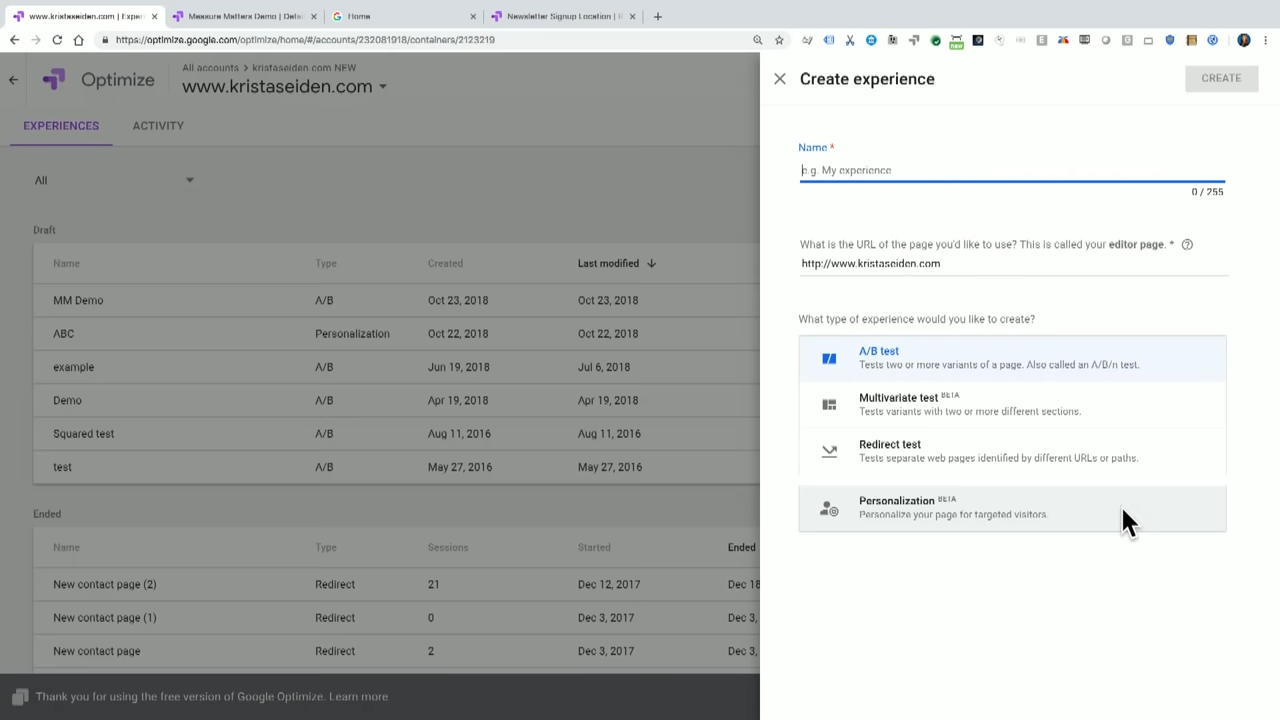 www.kristaseiden.com | Exper
Measure Matters Demo | Detai
Home
Newsletter Signup Location | R
https://optimize.google.com/optimize/home/#/accounts/232081918/containers/2123219
new
Optimize
All accounts > kristaseiden.com NEW
www.kristaseiden.com
EXPERIENCES
ACTIVITY
All
Draft
Name Type Created Last modified
MM Demo A/B Oct 23, 2018 Oct 23, 2018
ABC Personalization Oct 22, 2018 Oct 22, 2018
example A/B Jun 19, 2018 Jul 6, 2018
Demo A/B Apr 19, 2018 Apr 19, 2018
Squared test A/B Aug 11, 2016 Aug 11, 2016
test A/B May 27, 2016 May 27, 2016
Ended
Name Type Sessions Started Ended
New contact page (2) Redirect 21 Dec 12, 2017 Dec 18
New contact page (1) Redirect 0 Dec 3, 2017 Dec 3,
New contact page Redirect 2 Dec 3, 2017 Dec 3,
Thank you for using the free version of Google Optimize. Learn more
Create experience
CREATE
Name *
e.g. My experience
0 / 255
What is the URL of the page you'd like to use? This is called your editor page. *
http://www.kristaseiden.com
What type of experience would you like to create?
A/B test
Tests two or more variants of a page. Also called an A/B/n test.
Multivariate test BETA
Tests variants with two or more different sections.
Redirect test
Tests separate web pages identified by different URLs or paths.
Personalization BETA
Personalize your page for targeted visitors.